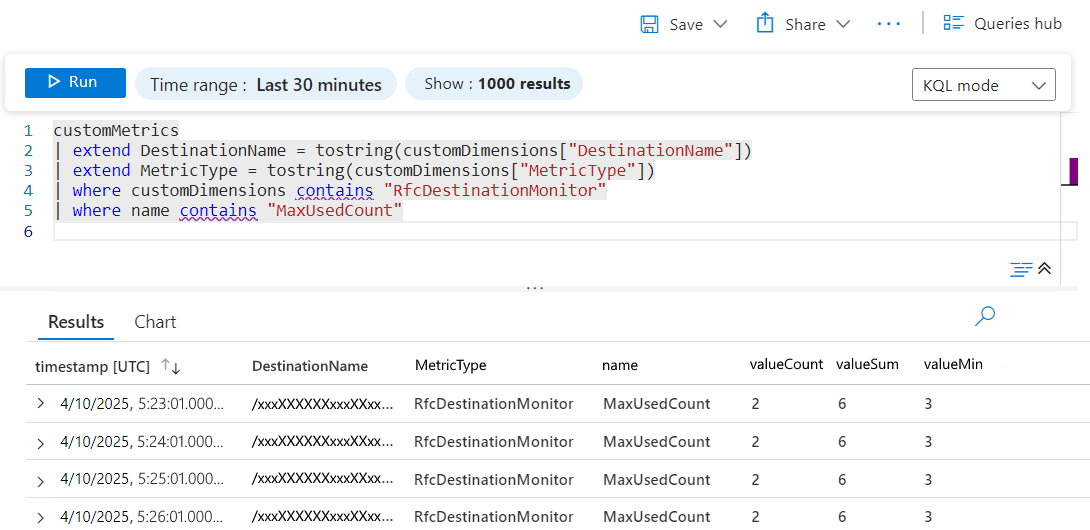 Save Share ··· Queries hub
Run Time range : Last 30 minutes Show : 1000 results KQL mode
1 customMetrics
2 | extend DestinationName = tostring(customDimensions["DestinationName"])
3 | extend MetricType = tostring(customDimensions["MetricType"])
4 | where customDimensions contains "RfcDestinationMonitor"
5 | where name contains "MaxUsedCount"
6
Results Chart
timestamp [UTC] DestinationName MetricType name valueCount valueSum valueMin
4/10/2025, 5:23:01.000... /xxxXXXXXXxxxXXxx... RfcDestinationMonitor MaxUsedCount 2 6 3
4/10/2025, 5:24:01.000... /xxxXXXXXXxxxXXxx... RfcDestinationMonitor MaxUsedCount 2 6 3
4/10/2025, 5:25:01.000... /xxxXXXXXXxxxXXxx... RfcDestinationMonitor MaxUsedCount 2 6 3
4/10/2025, 5:26:01.000... /xxxXXXXXXxxxXXxx... RfcDestinationMonitor MaxUsedCount 2 6 3